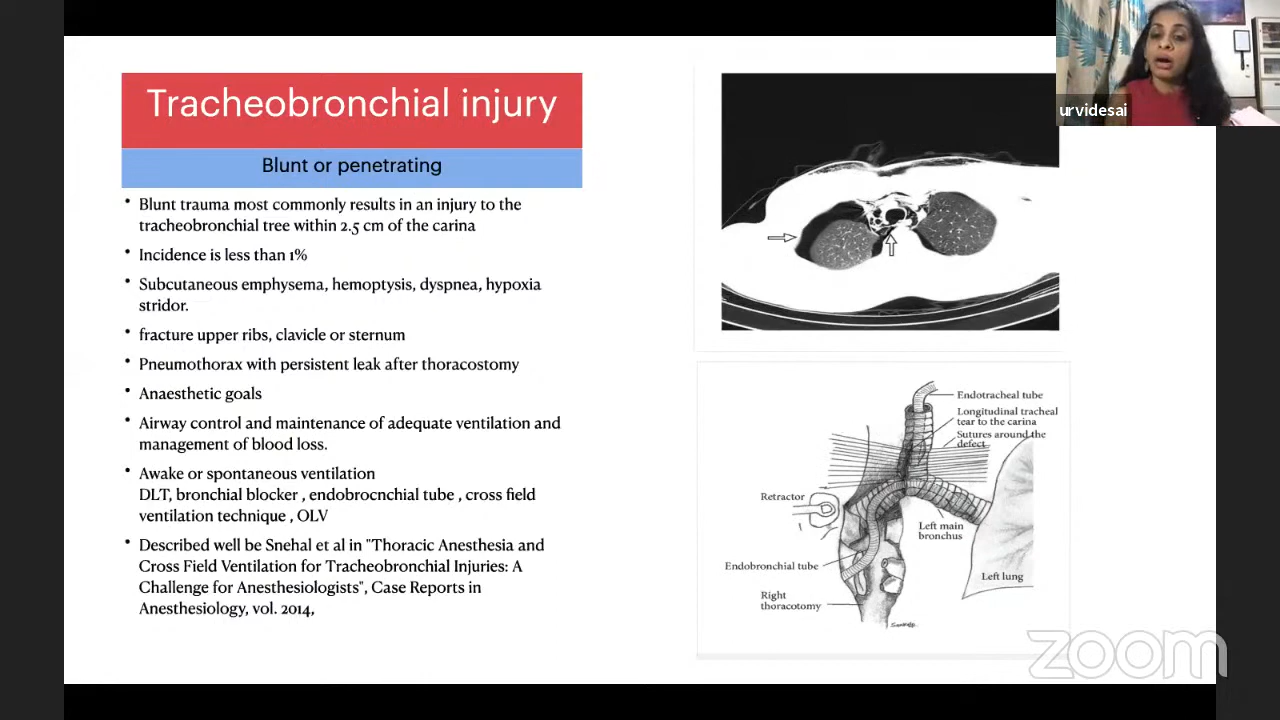 Tracheobronchial injury
Blunt or penetrating
• Blunt trauma most commonly results in an injury to the
tracheobronchial tree within 2.5 cm of the carina
• Incidence is less than 1%
• Subcutaneous emphysema, hemoptysis, dyspnea, hypoxia
stridor.
• fracture upper ribs, clavicle or sternum
• Pneumothorax with persistent leak after thoracostomy
• Anaesthetic goals
• Airway control and maintenance of adequate ventilation and
management of blood loss.
• Awake or spontaneous ventilation
DLT, bronchial blocker , endobrocnchial tube , cross field
ventilation technique , OLV
• Described well be Snehal et al in "Thoracic Anesthesia and
Cross Field Ventilation for Tracheobronchial Injuries: A
Challenge for Anesthesiologists", Case Reports in
Anesthesiology, vol. 2014,
urvidesai
Endotracheal tube
Longitudinal tracheal
tear to the carina
Sutures around the
defect
Retractor
Left main
bronchus
Endobronchial tube
Left lung
Right
thoracotomy
zoom